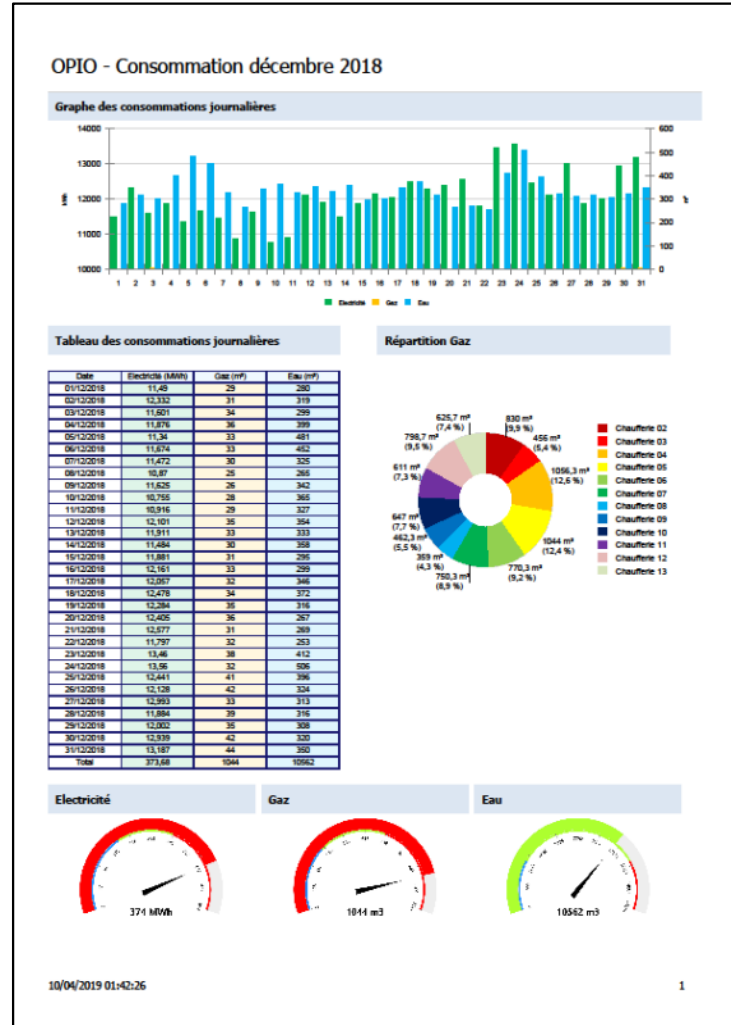 OPIO - Consommation décembre 2018
Graphe des consommations journalières
14000
13000
12000
11000
10000
kWh
600
500
400
300
200
100
0
m³
1 2 3 4 5 6 7 8 9 10 11 12 13 14 15 16 17 18 19 20 21 22 23 24 25 26 27 28 29 30 31
Electricité Gaz Eau
Tableau des consommations journalières
Date Electricité (MWh) Gaz (m³) Eau (m³)
01/12/2018 11,49 29 280
02/12/2018 12,332 31 319
03/12/2018 11,601 34 299
04/12/2018 11,876 36 399
05/12/2018 11,34 33 481
06/12/2018 11,674 33 452
07/12/2018 11,472 30 325
08/12/2018 10,87 25 265
09/12/2018 11,625 26 342
10/12/2018 10,755 28 365
11/12/2018 10,916 29 327
12/12/2018 12,101 35 354
13/12/2018 11,911 33 333
14/12/2018 11,484 30 358
15/12/2018 11,881 31 295
16/12/2018 12,161 33 299
17/12/2018 12,057 32 346
18/12/2018 12,478 34 372
19/12/2018 12,284 35 316
20/12/2018 12,405 36 267
21/12/2018 12,577 31 269
22/12/2018 11,797 32 253
23/12/2018 13,46 38 412
24/12/2018 13,56 32 506
25/12/2018 12,441 41 396
26/12/2018 12,128 42 324
27/12/2018 12,993 33 313
28/12/2018 11,884 39 316
29/12/2018 12,002 35 308
30/12/2018 12,939 42 320
31/12/2018 13,187 44 350
Total 373,68 1044 10562
Répartition Gaz
830 m³
(9,9 %)
456 m³
(5,4 %)
1056,3 m³
(12,6 %)
1044 m³
(12,4 %)
770,3 m³
(9,2 %)
750,3 m³
(8,9 %)
359 m³
(4,3 %)
462,3 m³
(5,5 %)
647 m³
(7,7 %)
611 m³
(7,3 %)
798,7 m³
(9,5 %)
625,7 m³
(7,4 %)
Chaufferie 02
Chaufferie 03
Chaufferie 04
Chaufferie 05
Chaufferie 06
Chaufferie 07
Chaufferie 08
Chaufferie 09
Chaufferie 10
Chaufferie 11
Chaufferie 12
Chaufferie 13
Electricité
374 MWh
Gaz
1044 m3
Eau
10562 m3
10/04/2019 01:42:26
1